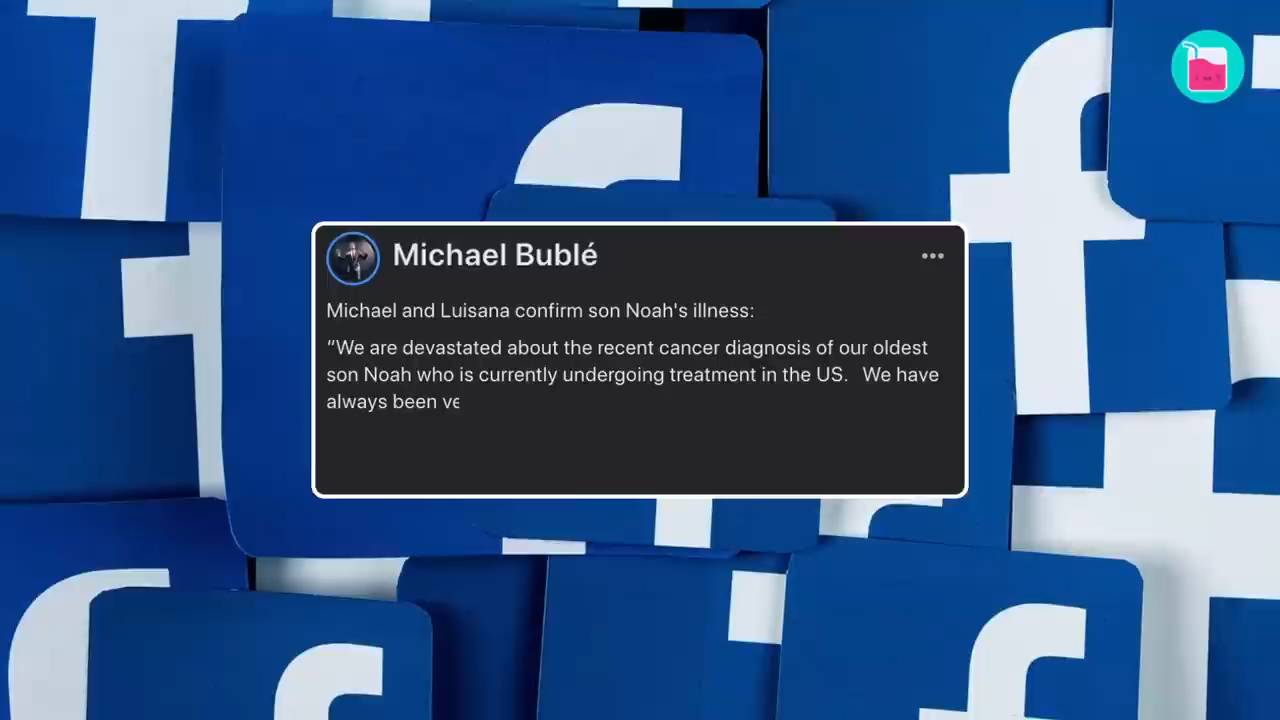 Michael Bublé
Michael and Luisana confirm son Noah's illness:
“We are devastated about the recent cancer diagnosis of our oldest
son Noah who is currently undergoing treatment in the US. We have
always been ve